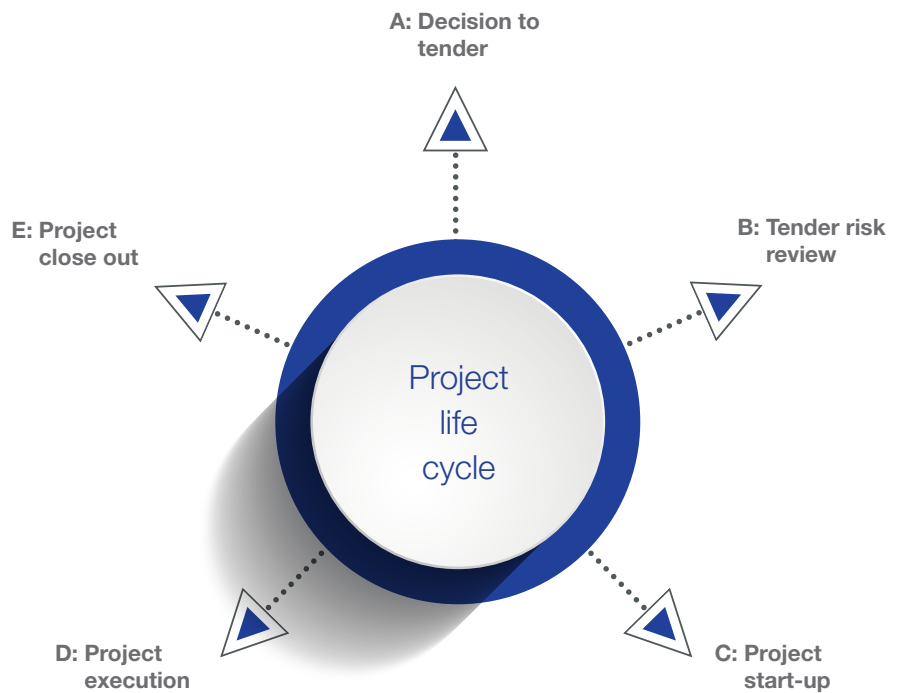 A: Decision to
tender
B: Tender risk
review
C: Project
start-up
D: Project
execution
E: Project
close out
Project
life
cycle